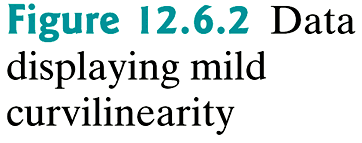 Figure 12.6.2 Data
displaying mild
curvilinearity